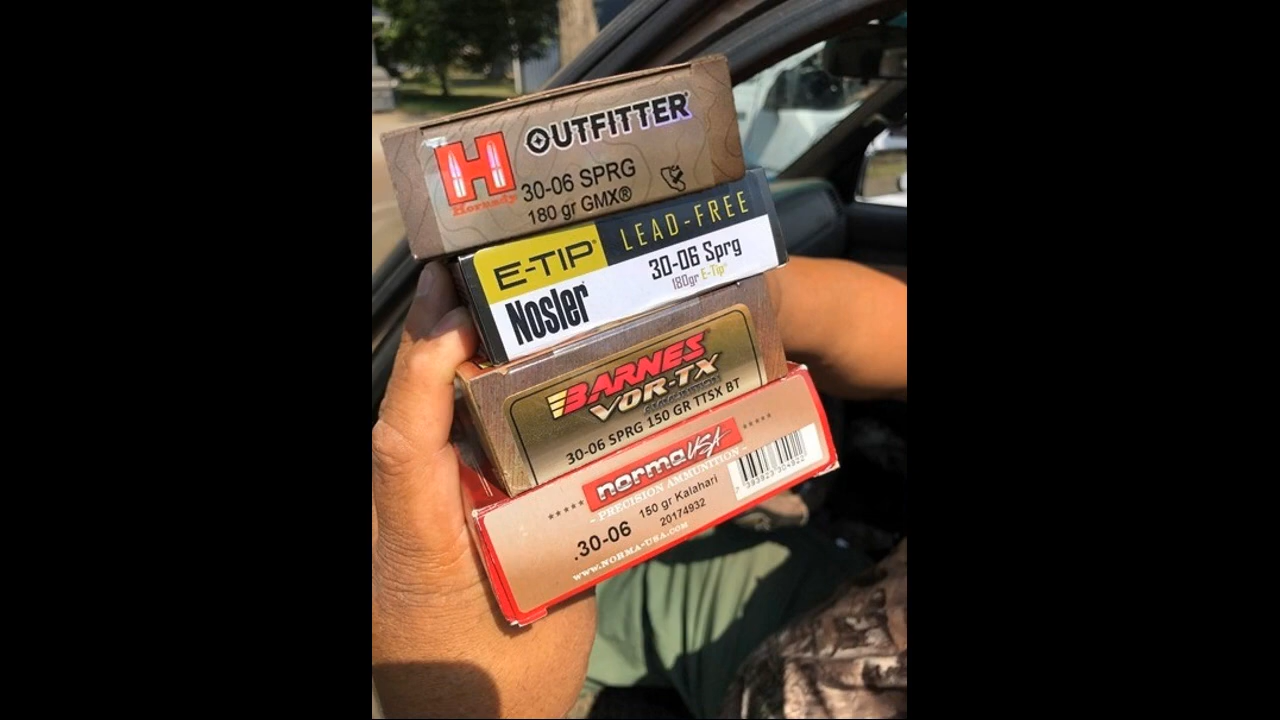 OUTFITTER®
H
Hornady
30-06 SPRG
180 gr GMX®
E-TIP®
LEAD-FREE
Nosler®
30-06 Sprg
180gr E-Tip®
BARNES
VOR-TX
AMMUNITION
30-06 SPRG 150 GR TTSX BT
***** normaUSA *****
- PRECISION AMMUNITION -
.30-06
150 gr Kalahari
20174932
www.NORMA-USA.COM